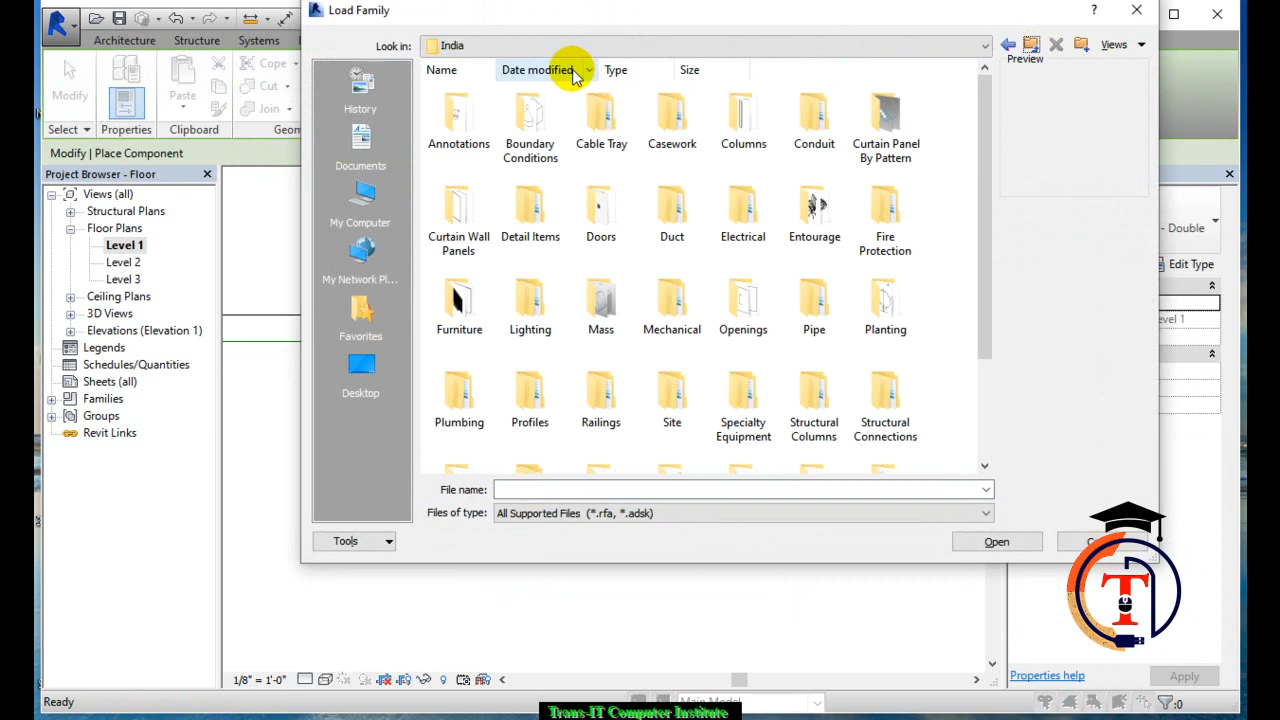 Load Family
?
Architecture
Structure
Systems
Look in:
India
Views
Modify
Paste
Cope
Cut
Join
Select
Properties
Clipboard
Modify | Place Component
Project Browser - Floor
Views (all)
Structural Plans
Floor Plans
Level 1
Level 2
Level 3
Ceiling Plans
3D Views
Elevations (Elevation 1)
Legends
Schedules/Quantities
Sheets (all)
Families
Groups
Revit Links
History
Documents
My Computer
My Network Pl...
Favorites
Desktop
Name
Date modified
Type
Size
Annotations
Boundary Conditions
Cable Tray
Casework
Columns
Conduit
Curtain Panel By Pattern
Curtain Wall Panels
Detail Items
Doors
Duct
Electrical
Entourage
Fire Protection
Furniture
Lighting
Mass
Mechanical
Openings
Pipe
Planting
Plumbing
Profiles
Railings
Site
Specialty Equipment
Structural Columns
Structural Connections
Preview
File name:
Files of type:
All Supported Files (*.rfa, *.adsk)
Tools
Open
- Double
Edit Type
1/8" = 1'-0"
Properties help
Apply
Ready
Main Model
:0
T
Trans-IT Computer Institute